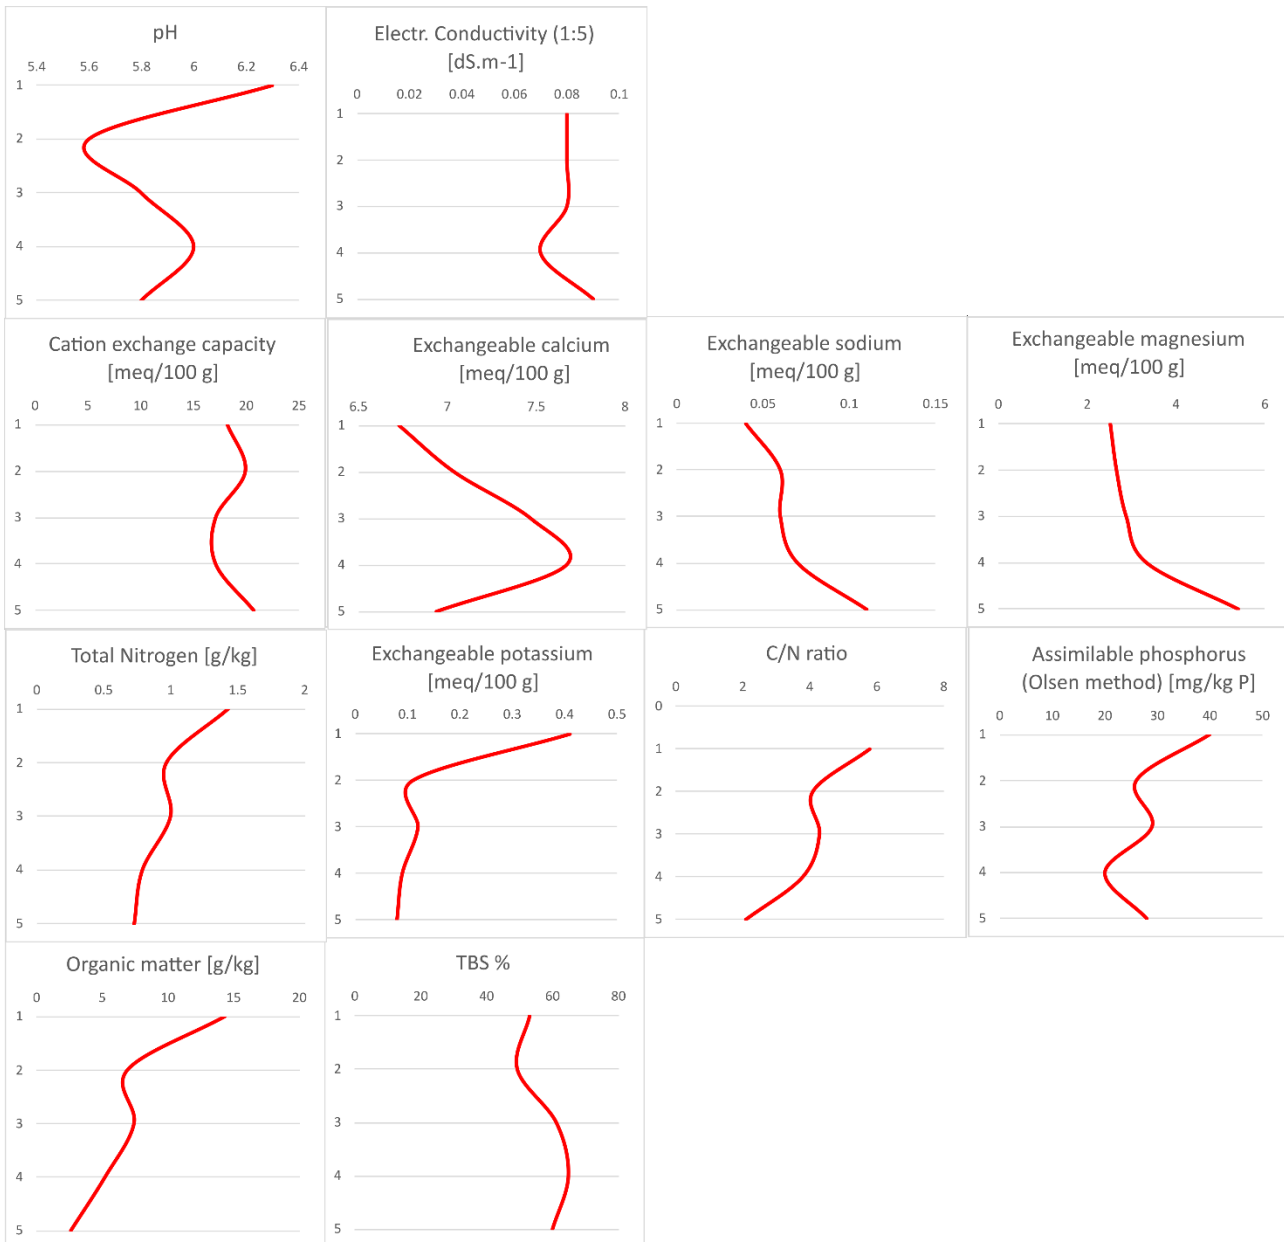 pH
5.4 5.6 5.8 6 6.2 6.4
1
2
3
4
5
Electr. Conductivity (1:5)
[dS.m-1]
0 0.02 0.04 0.06 0.08 0.1
1
2
3
4
5
Cation exchange capacity
[meq/100 g]
0 5 10 15 20 25
1
2
3
4
5
Exchangeable calcium
[meq/100 g]
6.5 7 7.5 8
1
2
3
4
5
Exchangeable sodium
[meq/100 g]
0 0.05 0.1 0.15
1
2
3
4
5
Exchangeable magnesium
[meq/100 g]
0 2 4 6
1
2
3
4
5
Total Nitrogen [g/kg]
0 0.5 1 1.5 2
1
2
3
4
5
Exchangeable potassium
[meq/100 g]
0 0.1 0.2 0.3 0.4 0.5
1
2
3
4
5
C/N ratio
0 2 4 6 8
0
1
2
3
4
5
Assimilable phosphorus
(Olsen method) [mg/kg P]
0 10 20 30 40 50
1
2
3
4
5
Organic matter [g/kg]
0 5 10 15 20
1
2
3
4
5
TBS %
0 20 40 60 80
1
2
3
4
5